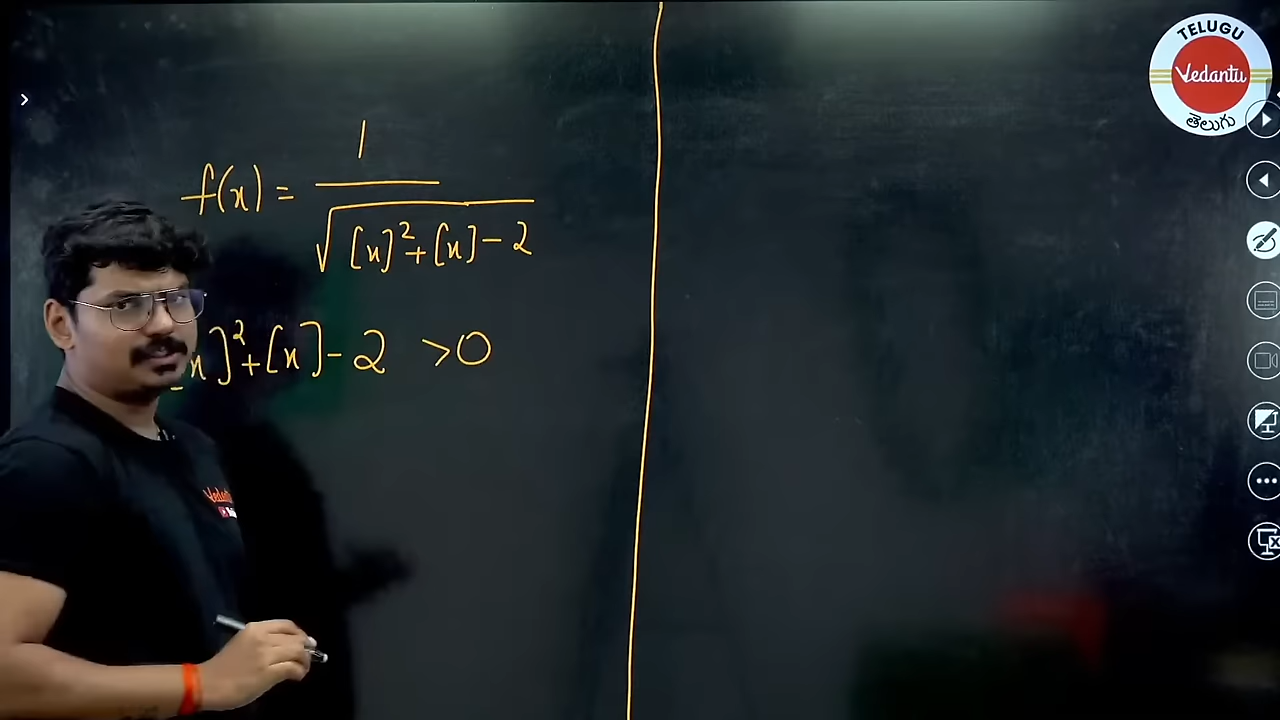 TELUGU
Vedantu
తెలుగు
f(x) = 1 / √([x]² + [x] - 2)
x]² + [x] - 2 > 0